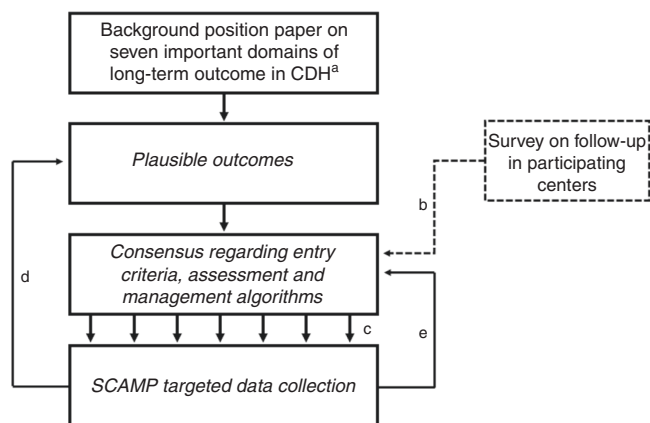 Background position paper on
seven important domains of
long-term outcome in CDHa
Plausible outcomes
Survey on follow-up
in participating
centers
b
Consensus regarding entry
criteria, assessment and
management algorithms
d
c
e
SCAMP targeted data collection